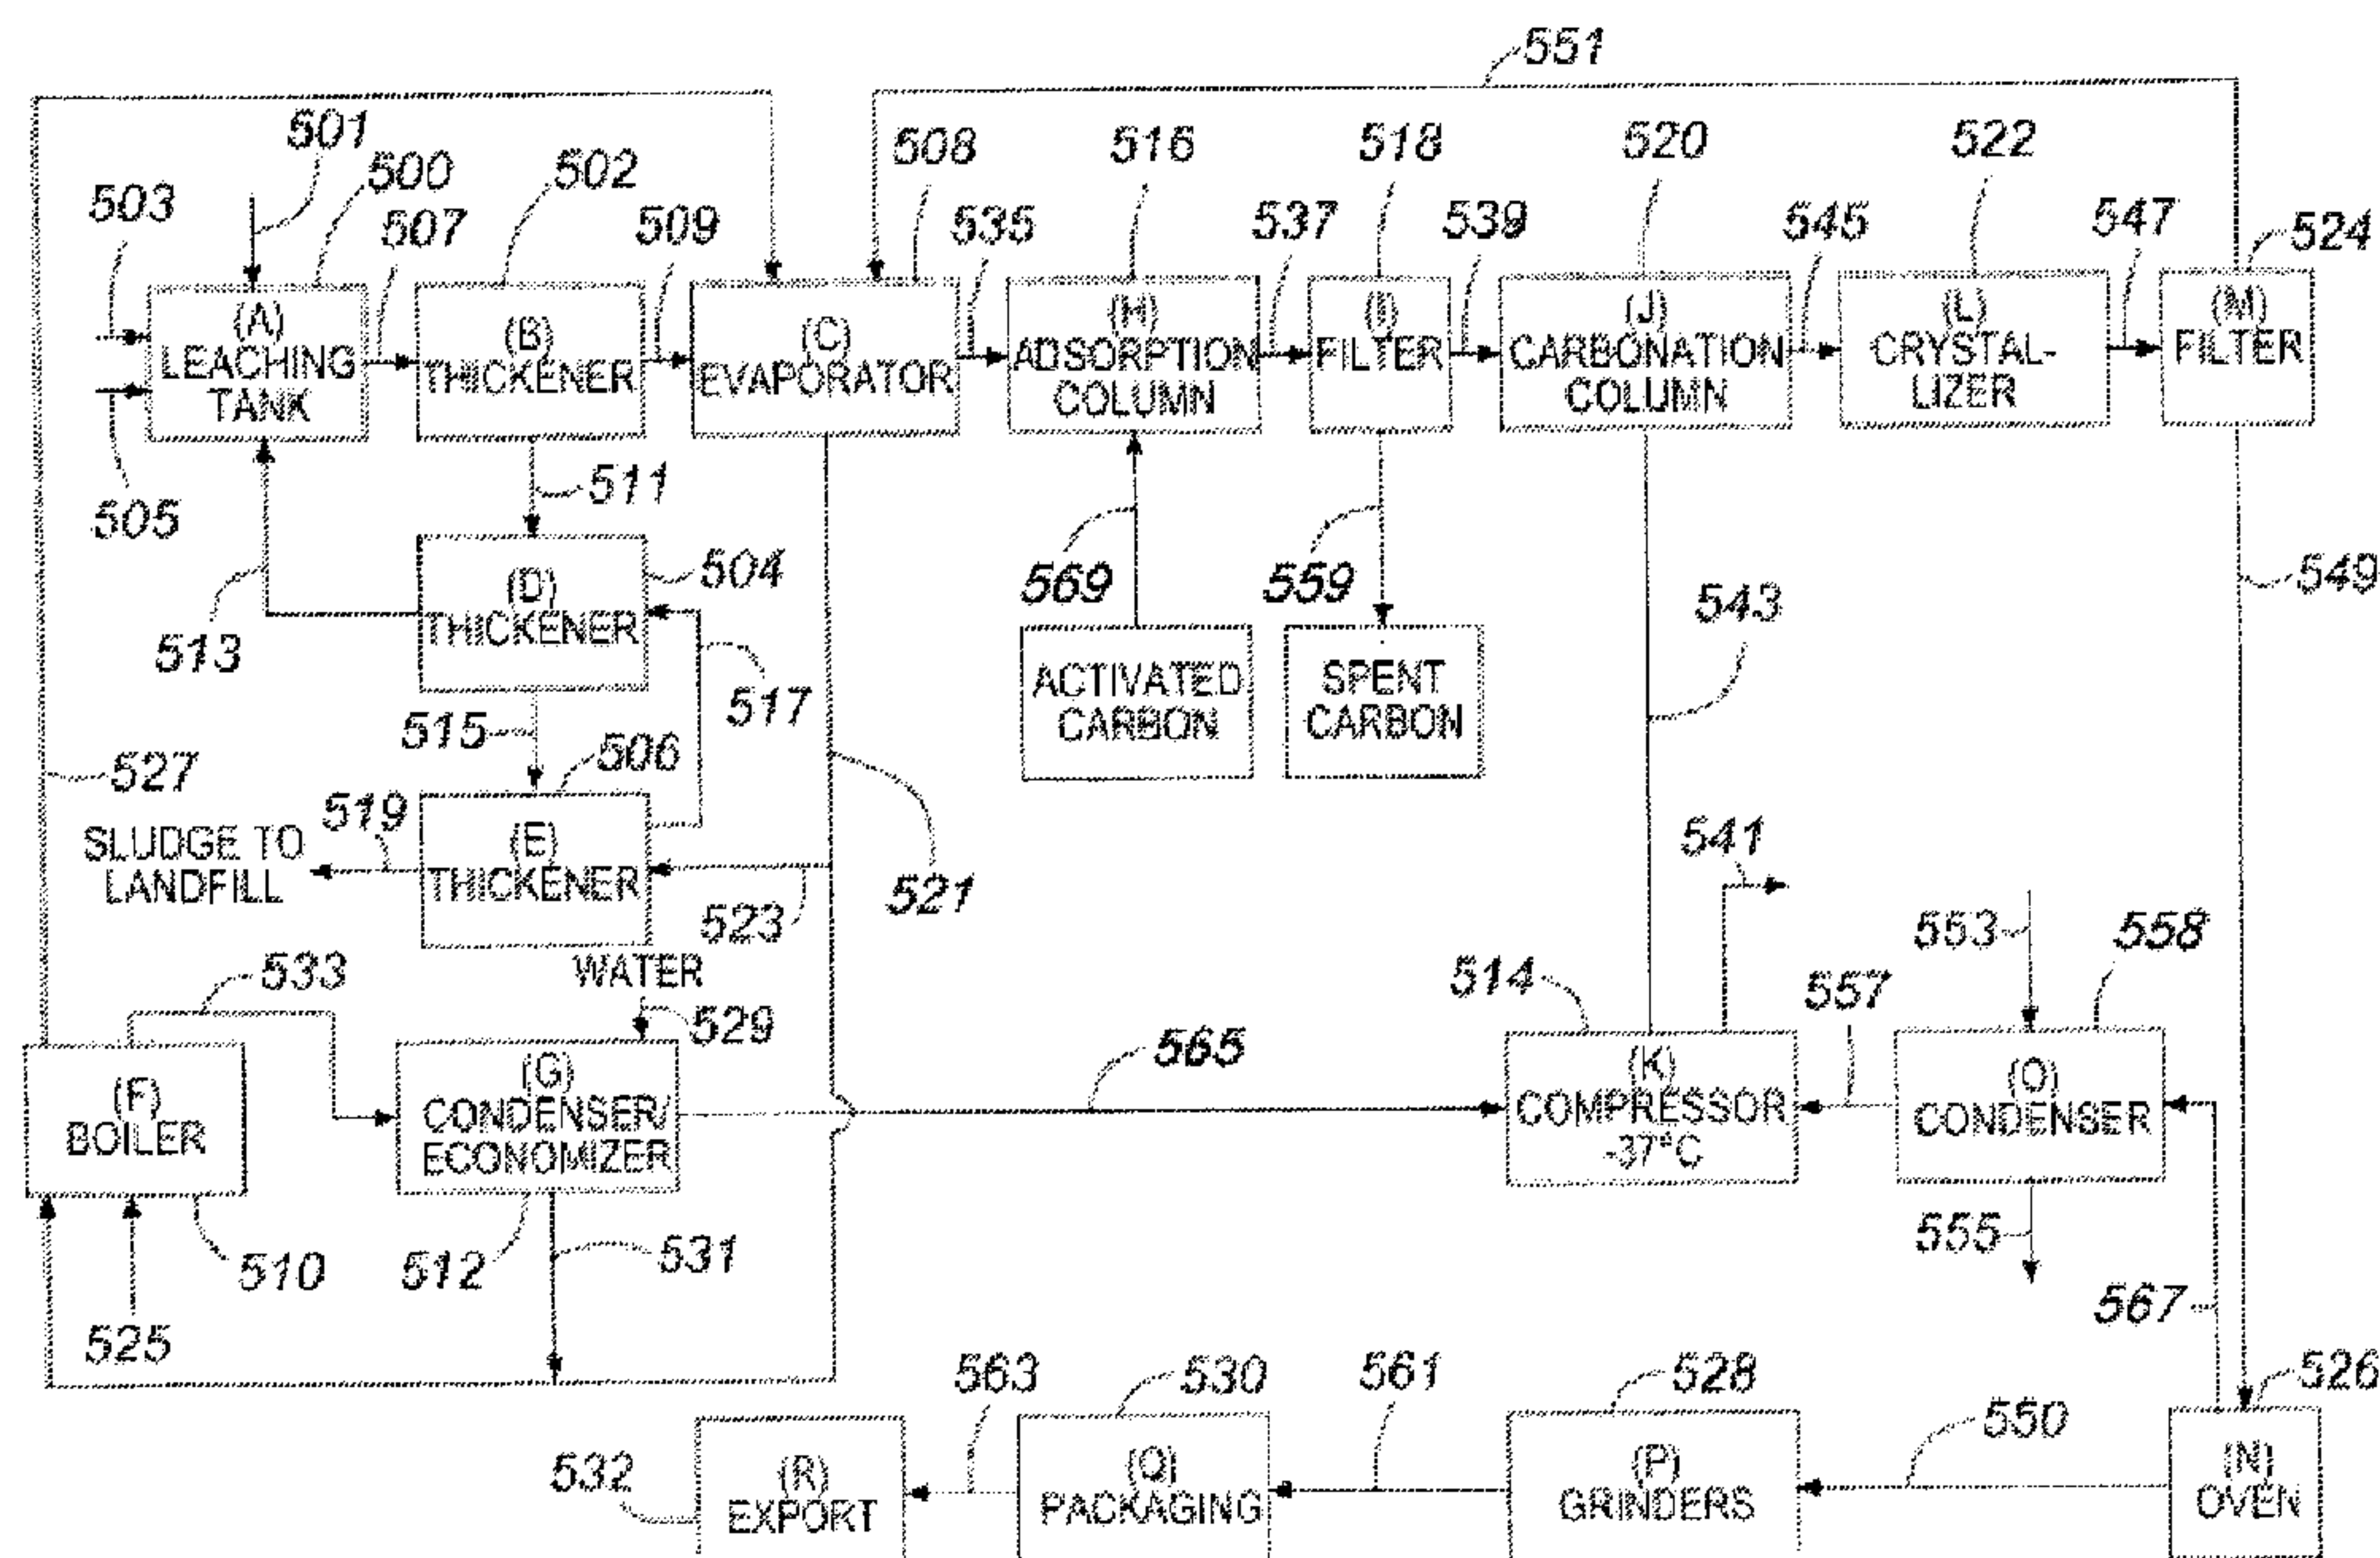 551
501
500
502
508
516
518
520
522
503
507
509
535
537
539
545
547
524
(A)
LEACHING
TANK
(B)
THICKENER
(C)
EVAPORATOR
(H)
ADSORPTION
COLUMN
(I)
FILTER
(J)
CARBONATION
COLUMN
(L)
CRYSTAL-
LIZER
(M)
FILTER
505
511
513
(D)
THICKENER
504
569
559
543
549
515
517
506
ACTIVATED
CARBON
SPENT
CARBON
527
519
SLUDGE TO
LANDFILL
(E)
THICKENER
523
521
541
533
WATER
529
514
557
553
558
(F)
BOILER
(G)
CONDENSER/
ECONOMIZER
565
(K)
COMPRESSOR
-37°C
(O)
CONDENSER
510
512
531
555
567
525
563
530
561
528
550
526
532
(R)
EXPORT
(Q)
PACKAGING
(P)
GRINDERS
(N)
OVEN